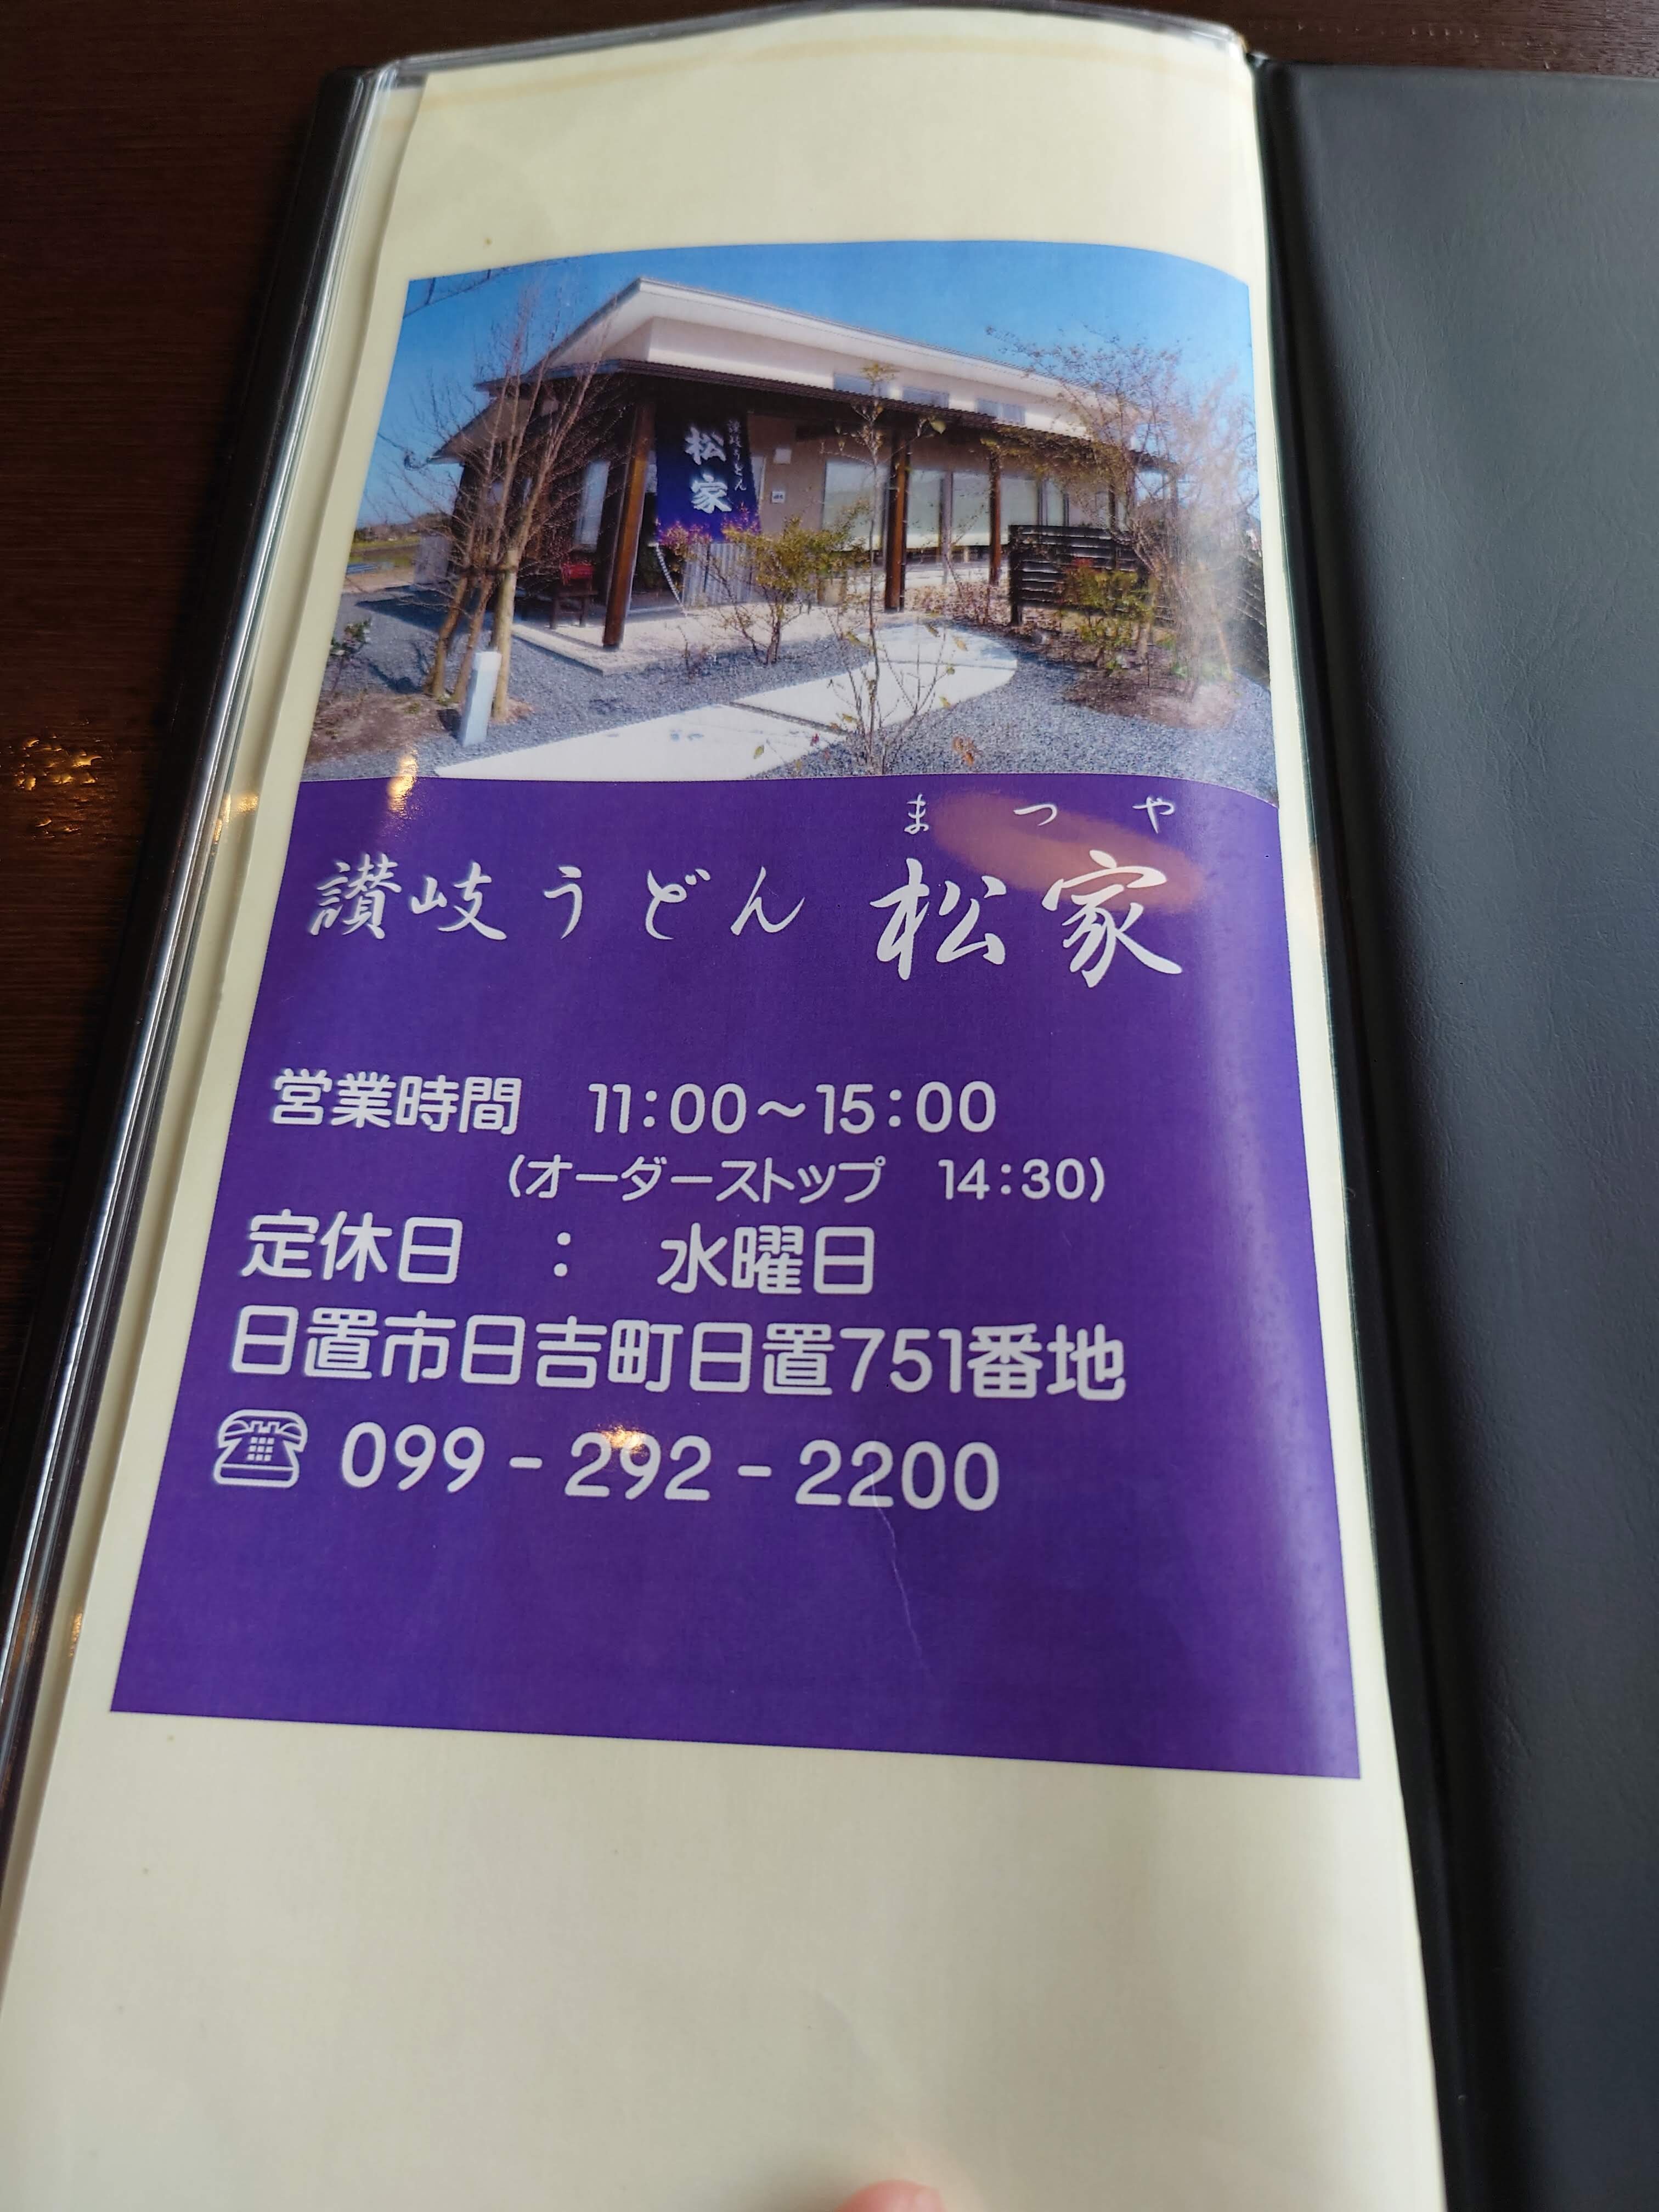 讃岐うどん
松家
まつや
讃岐うどん 松家
営業時間 11:00~15:00
(オーダーストップ 14:30)
定休日 : 水曜日
日置市日吉町日置751番地
☎ 099-292-2200